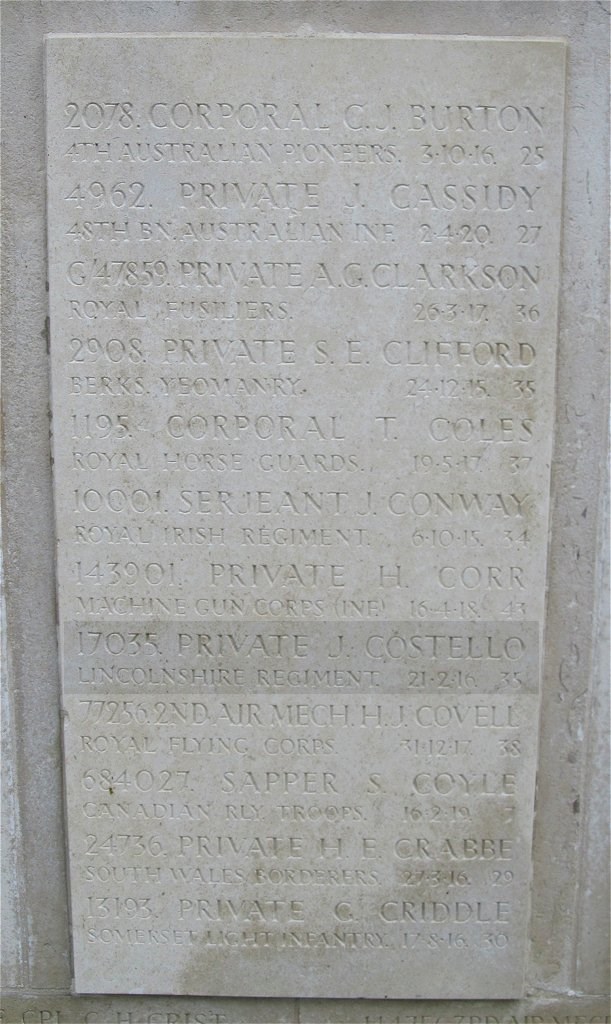 2078. CORPORAL C.J. BURTON
4TH AUSTRALIAN PIONEERS. 3·10·16. 25
4962. PRIVATE J. CASSIDY
48TH BN. AUSTRALIAN INF. 2·4·20. 27
G/47859. PRIVATE A.G. CLARKSON
ROYAL FUSILIERS. 26·3·17. 36
2908. PRIVATE S. E. CLIFFORD
BERKS. YEOMANRY. 24·12·15. 35
1195. CORPORAL T. COLES
ROYAL HORSE GUARDS. 19·5·17. 37
10001. SERJEANT J. CONWAY
ROYAL IRISH REGIMENT. 6·10·15. 34
143901. PRIVATE H. CORR
MACHINE GUN CORPS (INF.) 16·4·18. 43
17035. PRIVATE J. COSTELLO
LINCOLNSHIRE REGIMENT. 21·2·16. 35
77256. 2ND AIR MECH. H. J. COVELL
ROYAL FLYING CORPS. 31·12·17. 38
684027. SAPPER S. COYLE
CANADIAN RLY. TROOPS. 16·2·19.
24736. PRIVATE H. E. CRABBE
SOUTH WALES BORDERERS. 27·3·16. 29
13193. PRIVATE C. CRIDDLE
SOMERSET LIGHT INFANTRY. 17·8·16. 30
CPL. C. H. CRIST 3RD AIR MECH